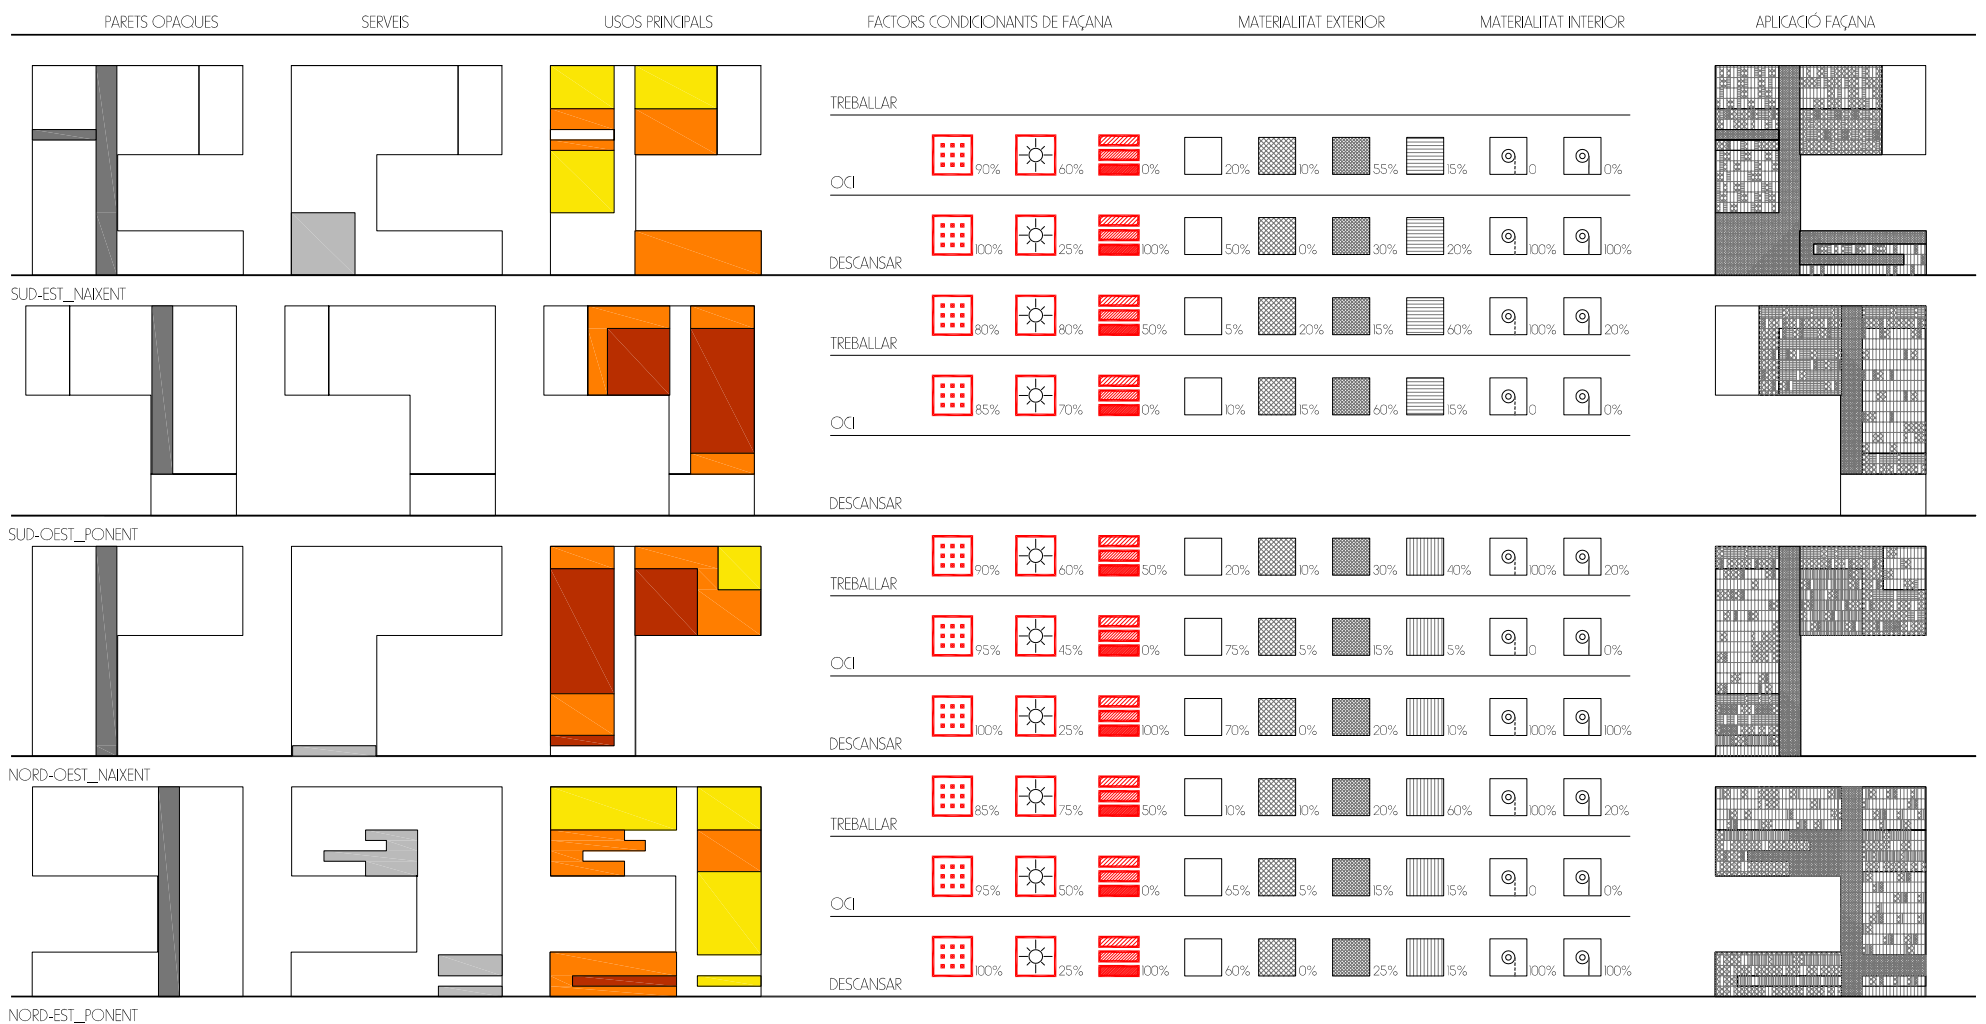 PARETS OPAQUES SERVEIS USOS PRINCIPALS FACTORS CONDICIONANTS DE FAÇANA MATERIALITAT EXTERIOR MATERIALITAT INTERIOR APLICACIÓ FAÇANA
TREBALLAR
90% 60% 0% 20% 10% 55% 15% 0 0%
OCI
100% 25% 100% 50% 0% 30% 20% 100% 100%
DESCANSAR
SUD-EST_NAIXENT
80% 80% 50% 5% 20% 15% 60% 100% 20%
TREBALLAR
85% 70% 0% 10% 15% 60% 15% 0 0%
OCI
DESCANSAR
SUD-OEST_PONENT
90% 60% 50% 20% 10% 30% 40% 100% 20%
TREBALLAR
95% 45% 0% 75% 5% 15% 5% 0 0%
OCI
100% 25% 100% 70% 0% 20% 10% 100% 100%
DESCANSAR
NORD-OEST_NAIXENT
85% 75% 50% 10% 10% 20% 60% 100% 20%
TREBALLAR
95% 50% 0% 65% 5% 15% 15% 0 0%
OCI
100% 25% 100% 60% 0% 25% 15% 100% 100%
DESCANSAR
NORD-EST_PONENT